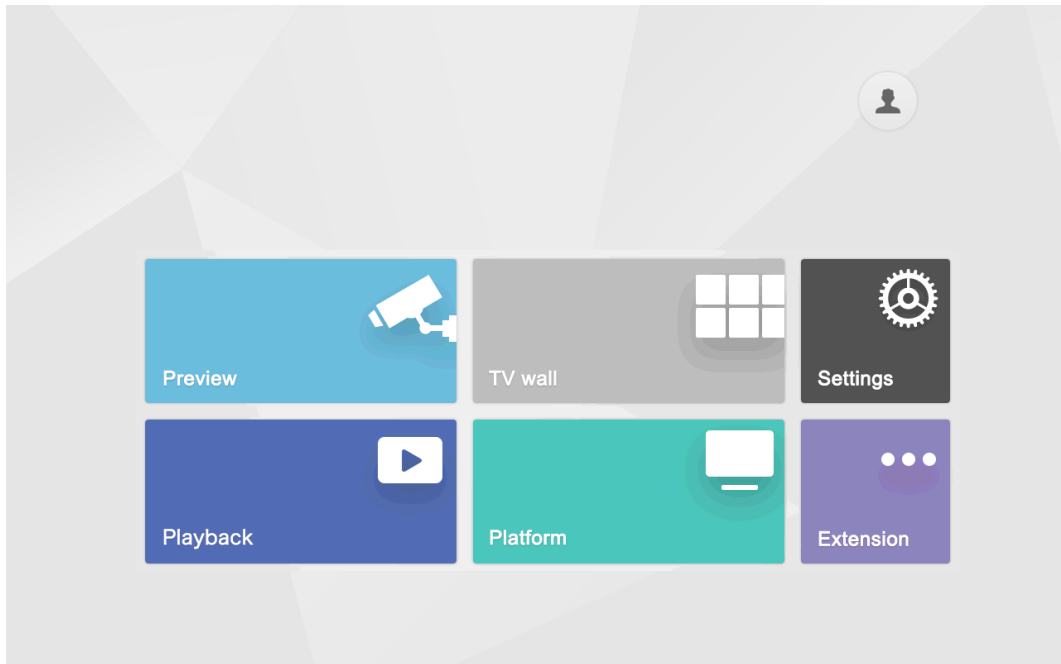 Preview
TV wall
Settings
Playback
Platform
Extension